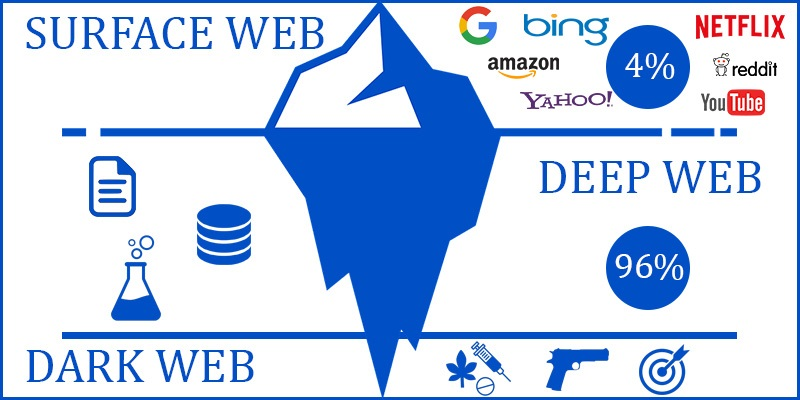 SURFACE WEB
G
bing
NETFLIX
amazon
4%
reddit
YAHOO!
YouTube
DEEP WEB
96%
DARK WEB